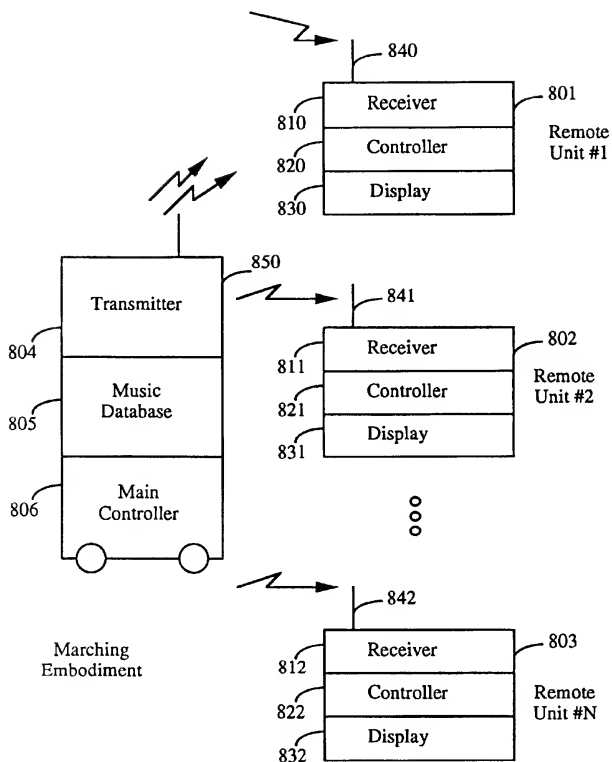 840
810
Receiver
801
Remote
Unit #1
820
Controller
830
Display
850
Transmitter
804
Music
Database
805
Main
Controller
806
841
811
Receiver
802
Remote
Unit #2
821
Controller
831
Display
842
Marching
Embodiment
812
Receiver
803
Remote
Unit #N
822
Controller
832
Display